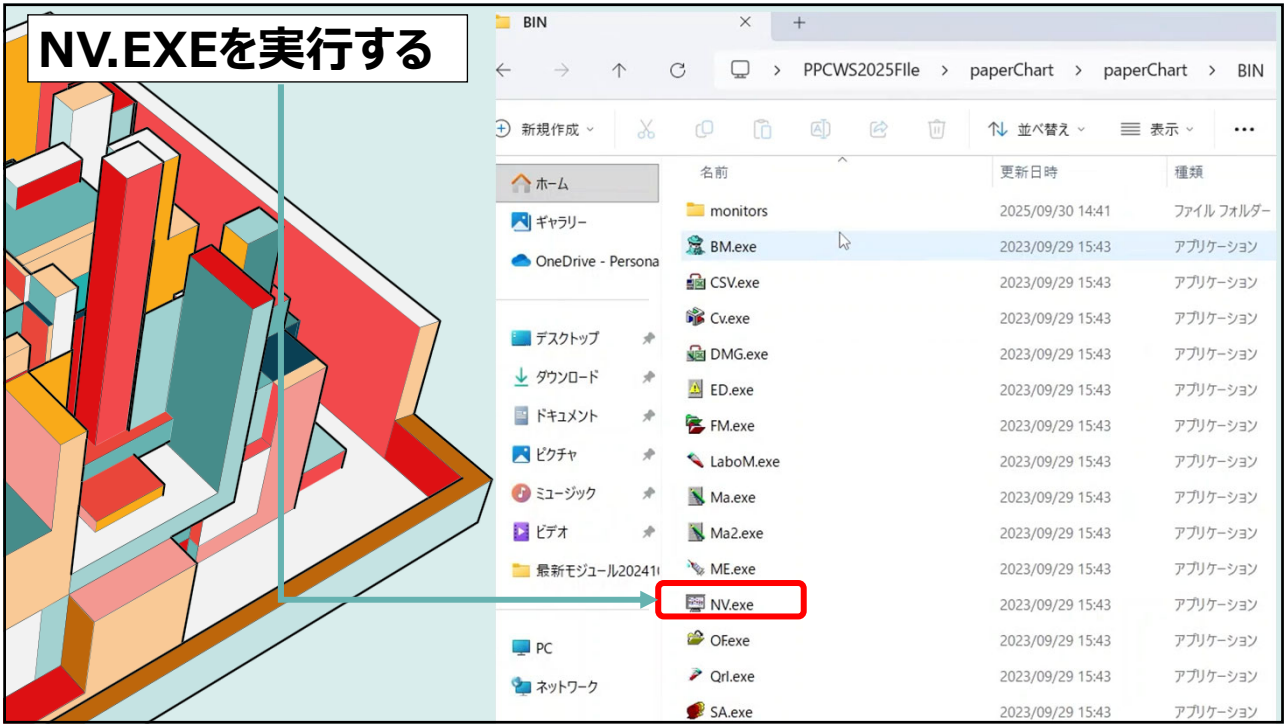 NV.EXEを実行する
BIN
PPCWS2025FIle > paperChart > paperChart > BIN
新規作成 並べ替え 表示
名前 更新日時 種類
ホーム
ギャラリー
OneDrive - Persona
デスクトップ
ダウンロード
ドキュメント
ピクチャ
ミュージック
ビデオ
最新モジュール202410
PC
ネットワーク
monitors 2025/09/30 14:41 ファイル フォルダー
BM.exe 2023/09/29 15:43 アプリケーション
CSV.exe 2023/09/29 15:43 アプリケーション
Cv.exe 2023/09/29 15:43 アプリケーション
DMG.exe 2023/09/29 15:43 アプリケーション
ED.exe 2023/09/29 15:43 アプリケーション
FM.exe 2023/09/29 15:43 アプリケーション
LaboM.exe 2023/09/29 15:43 アプリケーション
Ma.exe 2023/09/29 15:43 アプリケーション
Ma2.exe 2023/09/29 15:43 アプリケーション
ME.exe 2023/09/29 15:43 アプリケーション
NV.exe 2023/09/29 15:43 アプリケーション
OF.exe 2023/09/29 15:43 アプリケーション
Qrl.exe 2023/09/29 15:43 アプリケーション
SA.exe 2023/09/29 15:43 アプリケーション